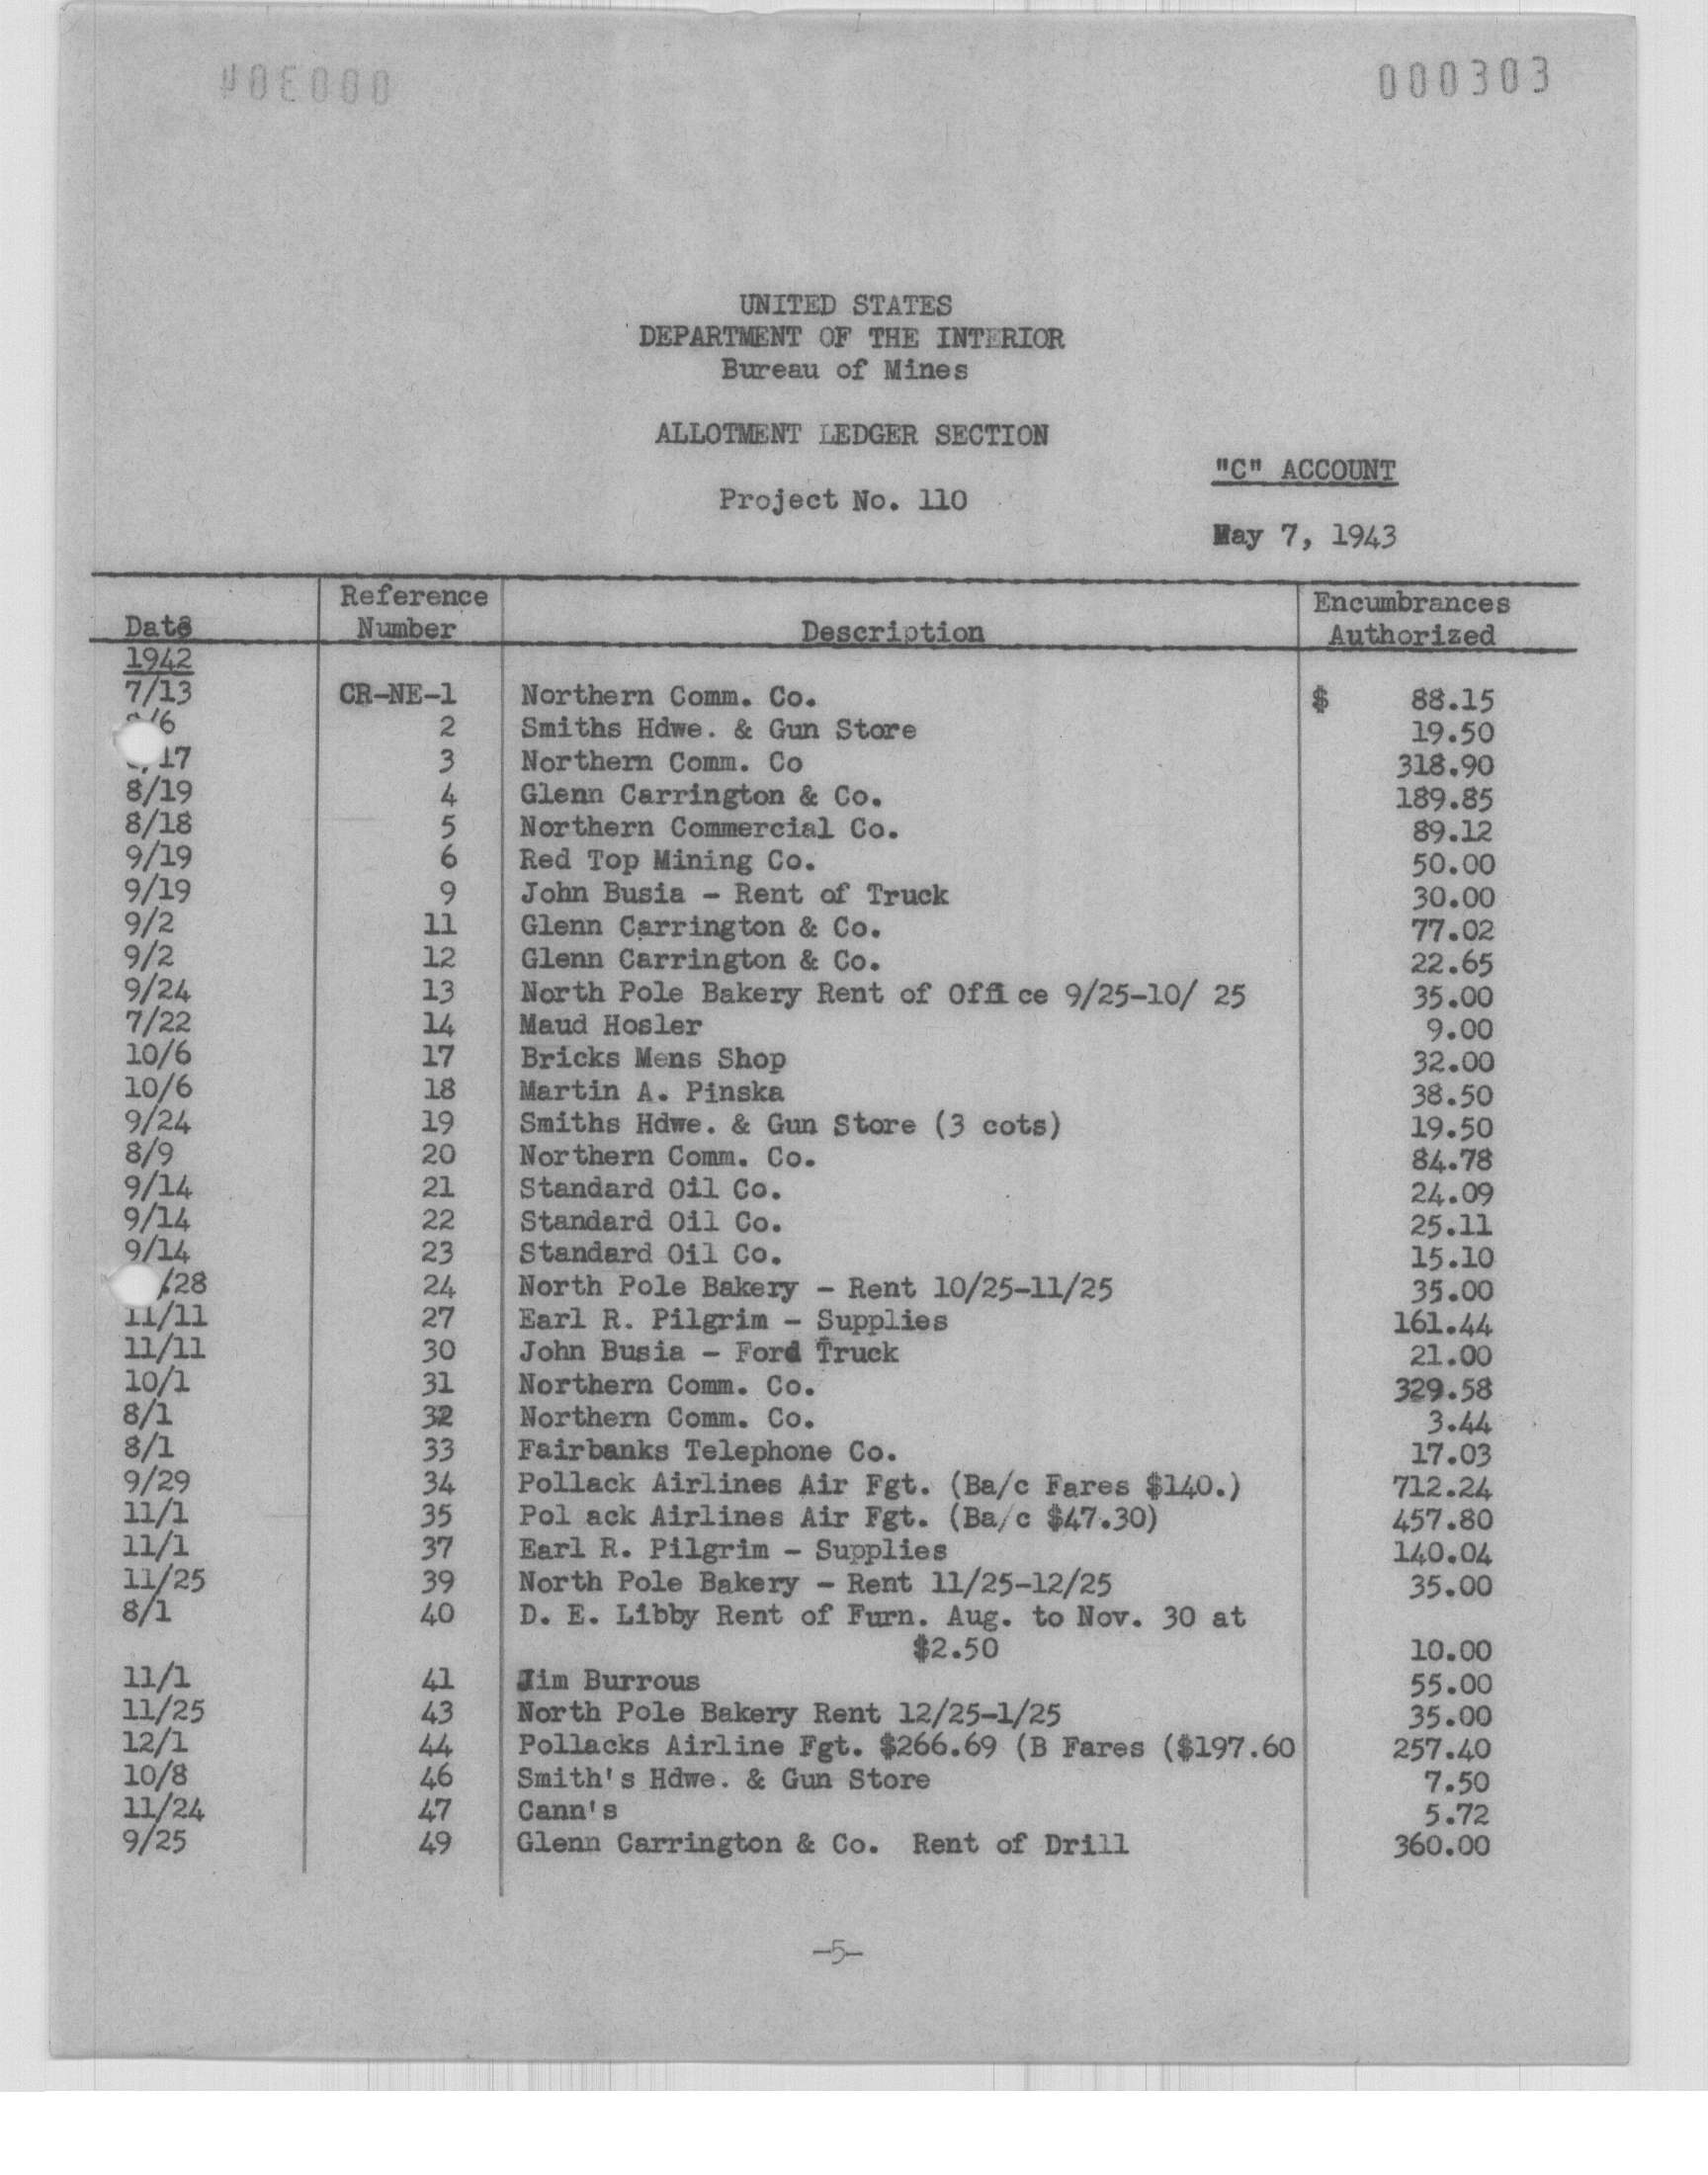 000303
UNITED STATES
DEPARTMENT OF THE INTERIOR
Bureau of Mines
ALLOTMENT LEDGER SECTION
"C" ACCOUNT
Project No. 110
May 7, 1943
Date Reference Number Description Encumbrances Authorized
1942
7/13 CR-NE-1 Northern Comm. Co. $ 88.15
/6 2 Smiths Hdwe. & Gun Store 19.50
/17 3 Northern Comm. Co 318.90
8/19 4 Glenn Carrington & Co. 189.85
8/18 5 Northern Commercial Co. 89.12
9/19 6 Red Top Mining Co. 50.00
9/19 9 John Busia - Rent of Truck 30.00
9/2 11 Glenn Carrington & Co. 77.02
9/2 12 Glenn Carrington & Co. 22.65
9/24 13 North Pole Bakery Rent of Office 9/25-10/ 25 35.00
7/22 14 Maud Hosler 9.00
10/6 17 Bricks Mens Shop 32.00
10/6 18 Martin A. Pinska 38.50
9/24 19 Smiths Hdwe. & Gun Store (3 cots) 19.50
8/9 20 Northern Comm. Co. 84.78
9/14 21 Standard Oil Co. 24.09
9/14 22 Standard Oil Co. 25.11
9/14 23 Standard Oil Co. 15.10
/28 24 North Pole Bakery - Rent 10/25-11/25 35.00
11/11 27 Earl R. Pilgrim - Supplies 161.44
11/11 30 John Busia - Ford Truck 21.00
10/1 31 Northern Comm. Co. 329.58
8/1 32 Northern Comm. Co. 3.44
8/1 33 Fairbanks Telephone Co. 17.03
9/29 34 Pollack Airlines Air Fgt. (Ba/c Fares $140.) 712.24
11/1 35 Pol ack Airlines Air Fgt. (Ba/c $47.30) 457.80
11/1 37 Earl R. Pilgrim - Supplies 140.04
11/25 39 North Pole Bakery - Rent 11/25-12/25 35.00
8/1 40 D. E. Libby Rent of Furn. Aug. to Nov. 30 at
$2.50 10.00
11/1 41 Jim Burrous 55.00
11/25 43 North Pole Bakery Rent 12/25-1/25 35.00
12/1 44 Pollacks Airline Fgt. $266.69 (B Fares ($197.60 257.40
10/8 46 Smith's Hdwe. & Gun Store 7.50
11/24 47 Cann's 5.72
9/25 49 Glenn Carrington & Co. Rent of Drill 360.00
-5-